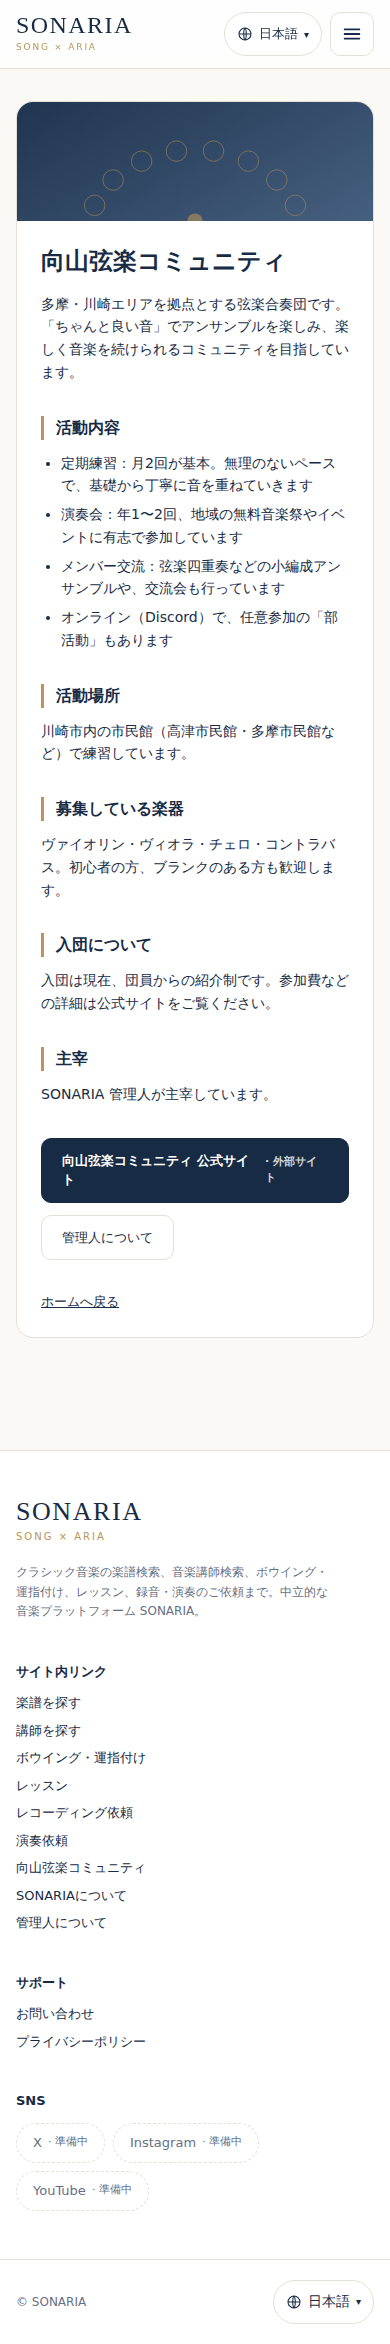 SONARIA
SONG × ARIA
日本語 ▾
向山弦楽コミュニティ
多摩・川崎エリアを拠点とする弦楽合奏団です。
「ちゃんと良い音」でアンサンブルを楽しみ、楽
しく音楽を続けられるコミュニティを目指してい
ます。
活動内容
• 定期練習：月2回が基本。無理のないペース
で、基礎から丁寧に音を重ねていきます
• 演奏会：年1〜2回、地域の無料音楽祭やイベ
ントに有志で参加しています
• メンバー交流：弦楽四重奏などの小編成アン
サンブルや、交流会も行っています
• オンライン（Discord）で、任意参加の「部
活動」もあります
活動場所
川崎市内の市民館（高津市民館・多摩市民館な
ど）で練習しています。
募集している楽器
ヴァイオリン・ヴィオラ・チェロ・コントラバ
ス。初心者の方、ブランクのある方も歓迎しま
す。
入団について
入団は現在、団員からの紹介制です。参加費など
の詳細は公式サイトをご覧ください。
主宰
SONARIA 管理人が主宰しています。
向山弦楽コミュニティ 公式サイ
ト
· 外部サイ
ト
管理人について
ホームへ戻る
SONARIA
SONG × ARIA
クラシック音楽の楽譜検索、音楽講師検索、ボウイング・
運指付け、レッスン、録音・演奏のご依頼まで。中立的な
音楽プラットフォーム SONARIA。
サイト内リンク
楽譜を探す
講師を探す
ボウイング・運指付け
レッスン
レコーディング依頼
演奏依頼
向山弦楽コミュニティ
SONARIAについて
管理人について
サポート
お問い合わせ
プライバシーポリシー
SNS
X · 準備中
Instagram · 準備中
YouTube · 準備中
© SONARIA
日本語 ▾